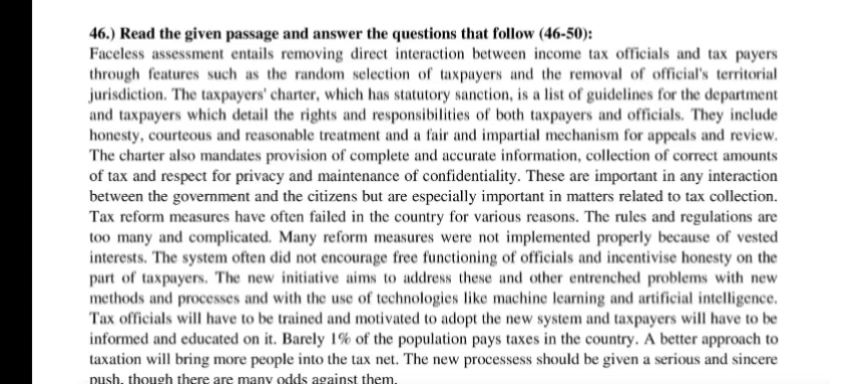 46.) Read the given passage and answer the questions that follow (46-50):
Faceless assessment entails removing direct interaction between income tax officials and tax payers
through features such as the random selection of taxpayers and the removal of official's territorial
jurisdiction. The taxpayers' charter, which has statutory sanction, is a list of guidelines for the department
and taxpayers which detail the rights and responsibilities of both taxpayers and officials. They include
honesty, courteous and reasonable treatment and a fair and impartial mechanism for appeals and review.
The charter also mandates provision of complete and accurate information, collection of correct amounts
of tax and respect for privacy and maintenance of confidentiality. These are important in any interaction
between the government and the citizens but are especially important in matters related to tax collection.
Tax reform measures have often failed in the country for various reasons. The rules and regulations are
too many and complicated. Many reform measures were not implemented properly because of vested
interests. The system often did not encourage free functioning of officials and incentivise honesty on the
part of taxpayers. The new initiative aims to address these and other entrenched problems with new
methods and processes and with the use of technologies like machine learning and artificial intelligence.
Tax officials will have to be trained and motivated to adopt the new system and taxpayers will have to be
informed and educated on it. Barely 1% of the population pays taxes in the country. A better approach to
taxation will bring more people into the tax net. The new processess should be given a serious and sincere
push, though there are many odds against them.